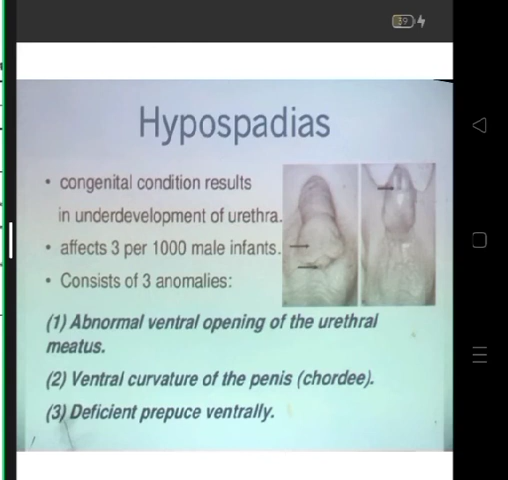 39
Hypospadias
• congenital condition results
in underdevelopment of urethra.
• affects 3 per 1000 male infants.
• Consists of 3 anomalies:
(1) Abnormal ventral opening of the urethral
meatus.
(2) Ventral curvature of the penis (chordee).
(3) Deficient prepuce ventrally.